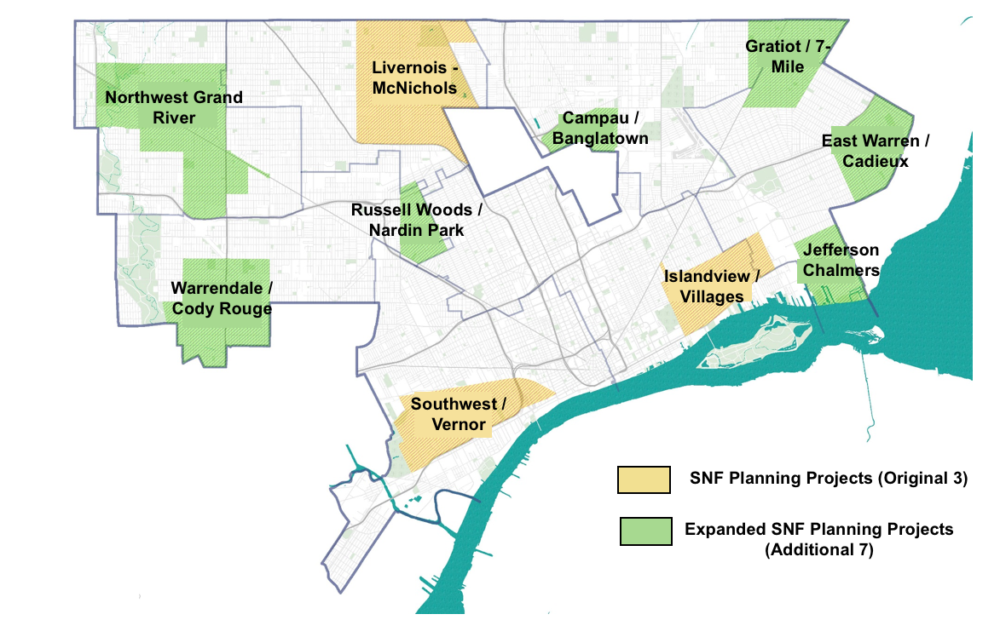 Gratiot / 7-
Mile
Livernois -
McNichols
Northwest Grand
River
Campau /
Banglatown
East Warren /
Cadieux
Russell Woods /
Nardin Park
Jefferson
Chalmers
Islandview /
Villages
Warrendale /
Cody Rouge
Southwest /
Vernor
SNF Planning Projects (Original 3)
Expanded SNF Planning Projects
(Additional 7)